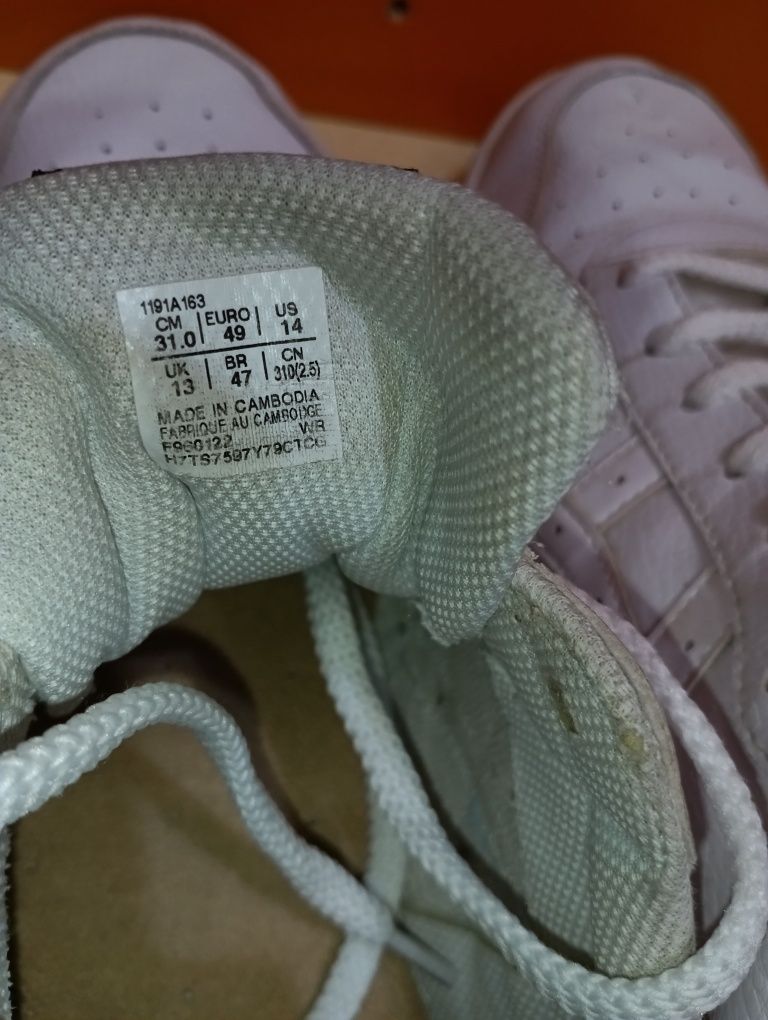 1191A163
CM EURO US
31.0 49 14
UK BR CN
13 47 310(2.5)
MADE IN CAMBODIA
FABRIQUE AU CAMBODGE
F960122 WR
H7TS7597Y79CTCG